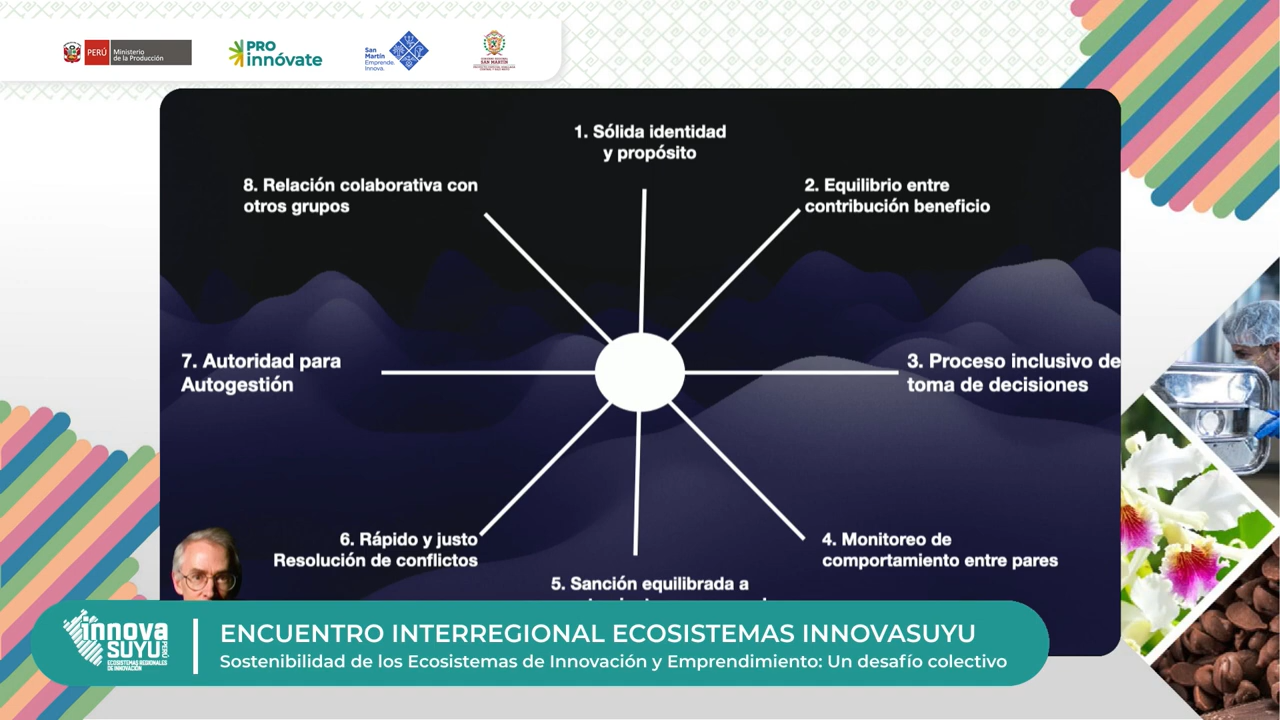 PERÚ
Ministerio
de la Producción
PRO
innóvate
San
Martín
Emprende.
Innova.
SAN MARTÍN
1. Sólida identidad
y propósito
8. Relación colaborativa con
otros grupos
2. Equilibrio entre
contribución beneficio
7. Autoridad para
Autogestión
3. Proceso inclusivo de
toma de decisiones
6. Rápido y justo
Resolución de conflictos
4. Monitoreo de
comportamiento entre pares
5. Sanción equilibrada a
innova
SUYU
PERÚ
ECOSISTEMAS REGIONALES
DE INNOVACIÓN
ENCUENTRO INTERREGIONAL ECOSISTEMAS INNOVASUYU
Sostenibilidad de los Ecosistemas de Innovación y Emprendimiento: Un desafío colectivo